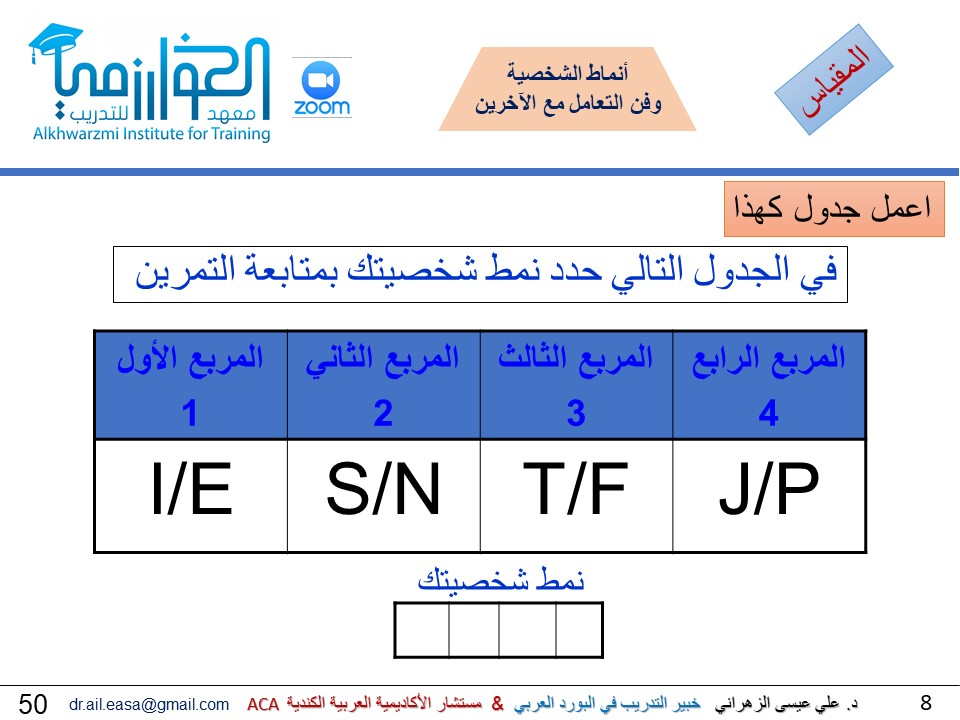 المقياس
أنماط الشخصية
وفن التعامل مع الآخرين
zoom
الخوارزمي
معهد للتدريب
Alkhwarzmi Institute for Training
اعمل جدول كهذا
في الجدول التالي حدد نمط شخصيتك بمتابعة التمرين
المربع الأول المربع الثاني المربع الثالث المربع الرابع
1 2 3 4
I/E S/N T/F J/P
نمط شخصيتك
8 د. علي عيسى الزهراني خبير التدريب في البورد العربي & مستشار الأكاديمية العربية الكندية ACA dr.ail.easa@gmail.com 50